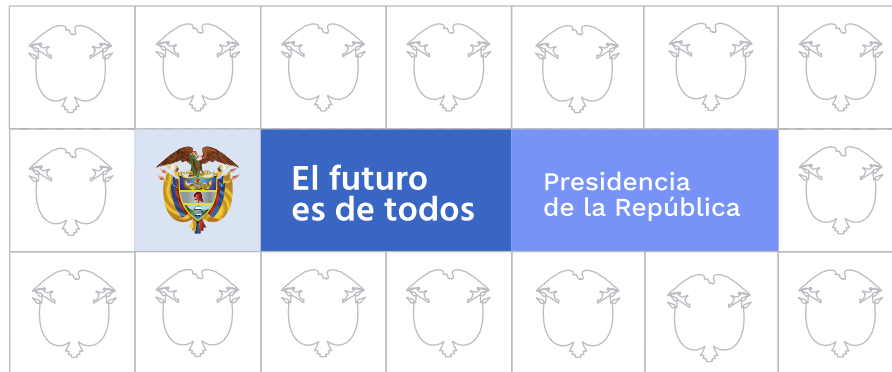 El futuro
es de todos
Presidencia
de la República